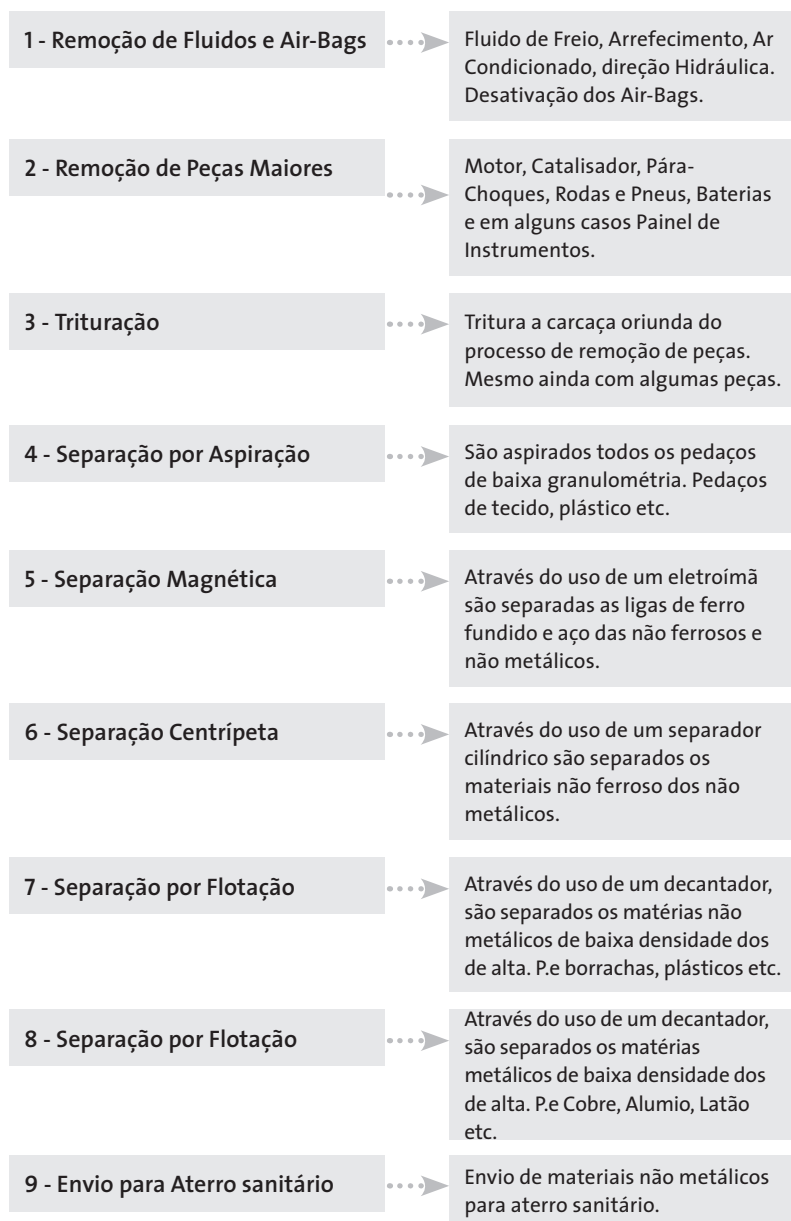 1 - Remoção de Fluidos e Air-Bags
Fluido de Freio, Arrefecimento, Ar
Condicionado, direção Hidráulica.
Desativação dos Air-Bags.
2 - Remoção de Peças Maiores
Motor, Catalisador, Pára-
Choques, Rodas e Pneus, Baterias
e em alguns casos Painel de
Instrumentos.
3 - Trituração
Tritura a carcaça oriunda do
processo de remoção de peças.
Mesmo ainda com algumas peças.
4 - Separação por Aspiração
São aspirados todos os pedaços
de baixa granulométria. Pedaços
de tecido, plástico etc.
5 - Separação Magnética
Através do uso de um eletroímã
são separadas as ligas de ferro
fundido e aço das não ferrosos e
não metálicos.
6 - Separação Centrípeta
Através do uso de um separador
cilíndrico são separados os
materiais não ferroso dos não
metálicos.
7 - Separação por Flotação
Através do uso de um decantador,
são separados os matérias não
metálicos de baixa densidade dos
de alta. P.e borrachas, plásticos etc.
8 - Separação por Flotação
Através do uso de um decantador,
são separados os matérias
metálicos de baixa densidade dos
de alta. P.e Cobre, Alumio, Latão
etc.
9 - Envio para Aterro sanitário
Envio de materiais não metálicos
para aterro sanitário.